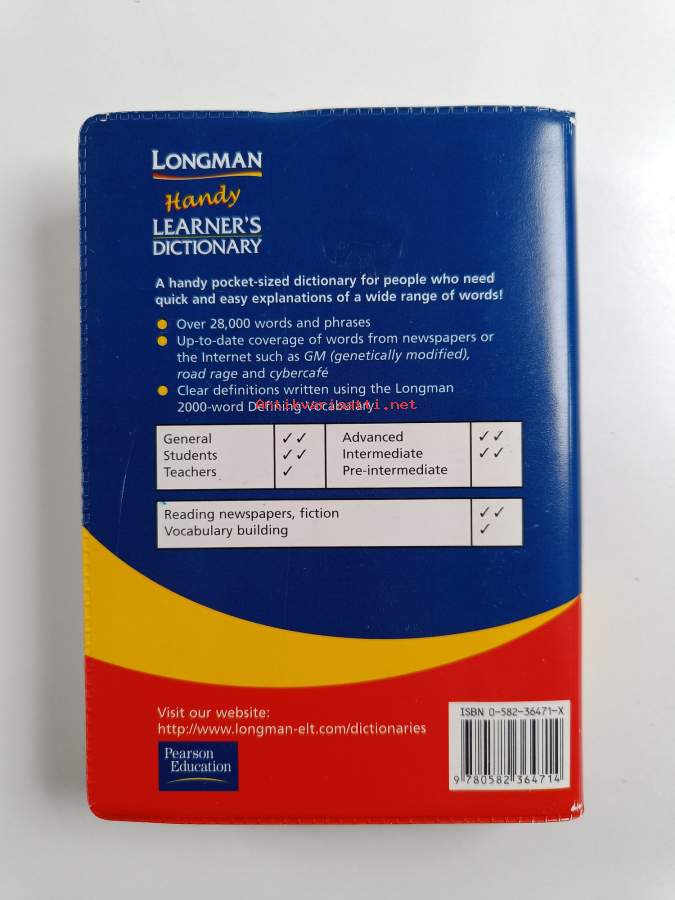 LONGMAN
Handy
LEARNER'S
DICTIONARY
A handy pocket-sized dictionary for people who need
quick and easy explanations of a wide range of words!
● Over 28,000 words and phrases
● Up-to-date coverage of words from newspapers or
the Internet such as GM (genetically modified),
road rage and cybercafé
● Clear definitions written using the Longman
2000-word Defining Vocabulary
Antikvariaatti.net
General ✓✓ Advanced ✓✓
Students ✓✓ Intermediate ✓✓
Teachers ✓ Pre-intermediate
Reading newspapers, fiction ✓✓
Vocabulary building ✓
Visit our website:
http://www.longman-elt.com/dictionaries
Pearson
Education
ISBN 0-582-36471-X
9 780582 364714